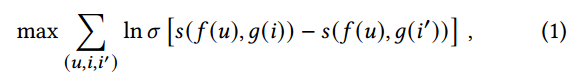 max ∑ ln σ [s(f(u), g(i)) − s(f(u), g(i′))] , (1)
(u,i,i′)